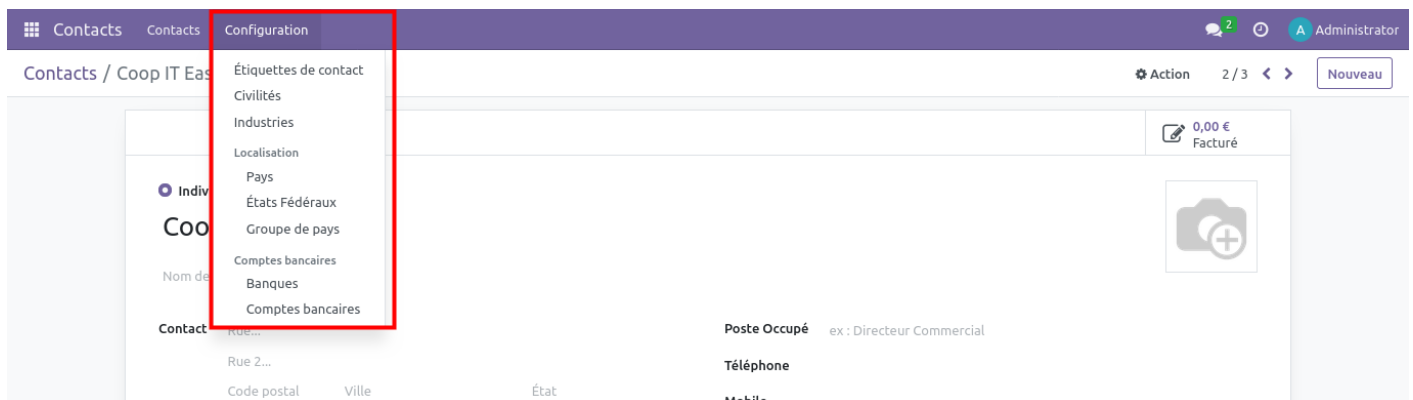 Contacts Contacts Configuration 2 A Administrator
Contacts / Coop IT Eas Action 2 / 3 Nouveau
Étiquettes de contact
Civilités
Industries
0,00 €
Facturé
Localisation
Pays
Indiv
États Fédéraux
Coo
Groupe de pays
Comptes bancaires
Nom de
Banques
Comptes bancaires
Contact Rue... Poste Occupé ex : Directeur Commercial
Rue 2... Téléphone
Code postal Ville État
Mobile